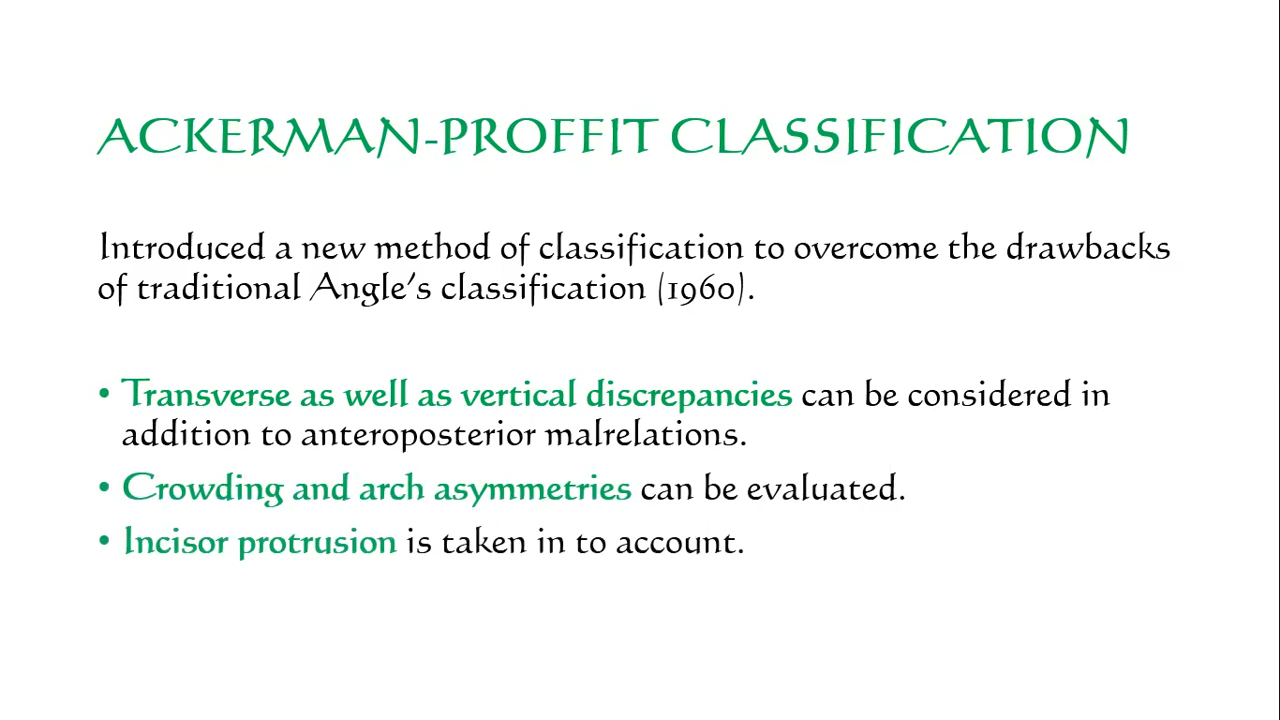 ACKERMAN-PROFFIT CLASSIFICATION
Introduced a new method of classification to overcome the drawbacks
of traditional Angle's classification (1960).
• Transverse as well as vertical discrepancies can be considered in
addition to anteroposterior malrelations.
• Crowding and arch asymmetries can be evaluated.
• Incisor protrusion is taken in to account.